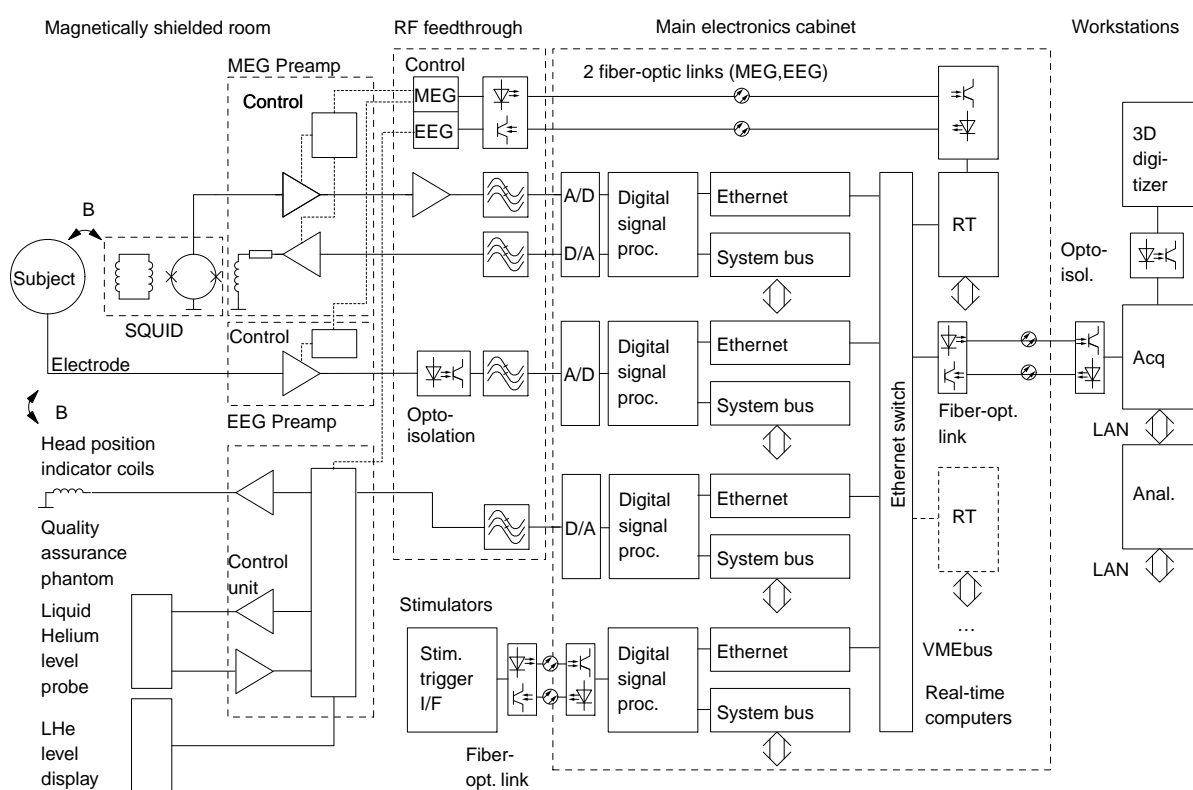 Magnetically shielded room
RF feedthrough
Main electronics cabinet
Workstations
MEG Preamp
Control
Control
MEG
EEG
2 fiber-optic links (MEG,EEG)
3D
digi-
tizer
A/D
D/A
Digital
signal
proc.
Ethernet
System bus
RT
B
Subject
SQUID
Opto-
isol.
Control
Electrode
A/D
Digital
signal
proc.
Ethernet
System bus
Acq
B
EEG Preamp
Opto-
isolation
Fiber-opt.
link
LAN
Ethernet switch
Head position
indicator coils
D/A
Digital
signal
proc.
Ethernet
System bus
RT
Anal.
Quality
assurance
phantom
Control
unit
LAN
Liquid
Helium
level
probe
Stimulators
Stim.
trigger
I/F
Digital
signal
proc.
Ethernet
System bus
...
VMEbus
Real-time
computers
LHe
level
display
Fiber-
opt. link